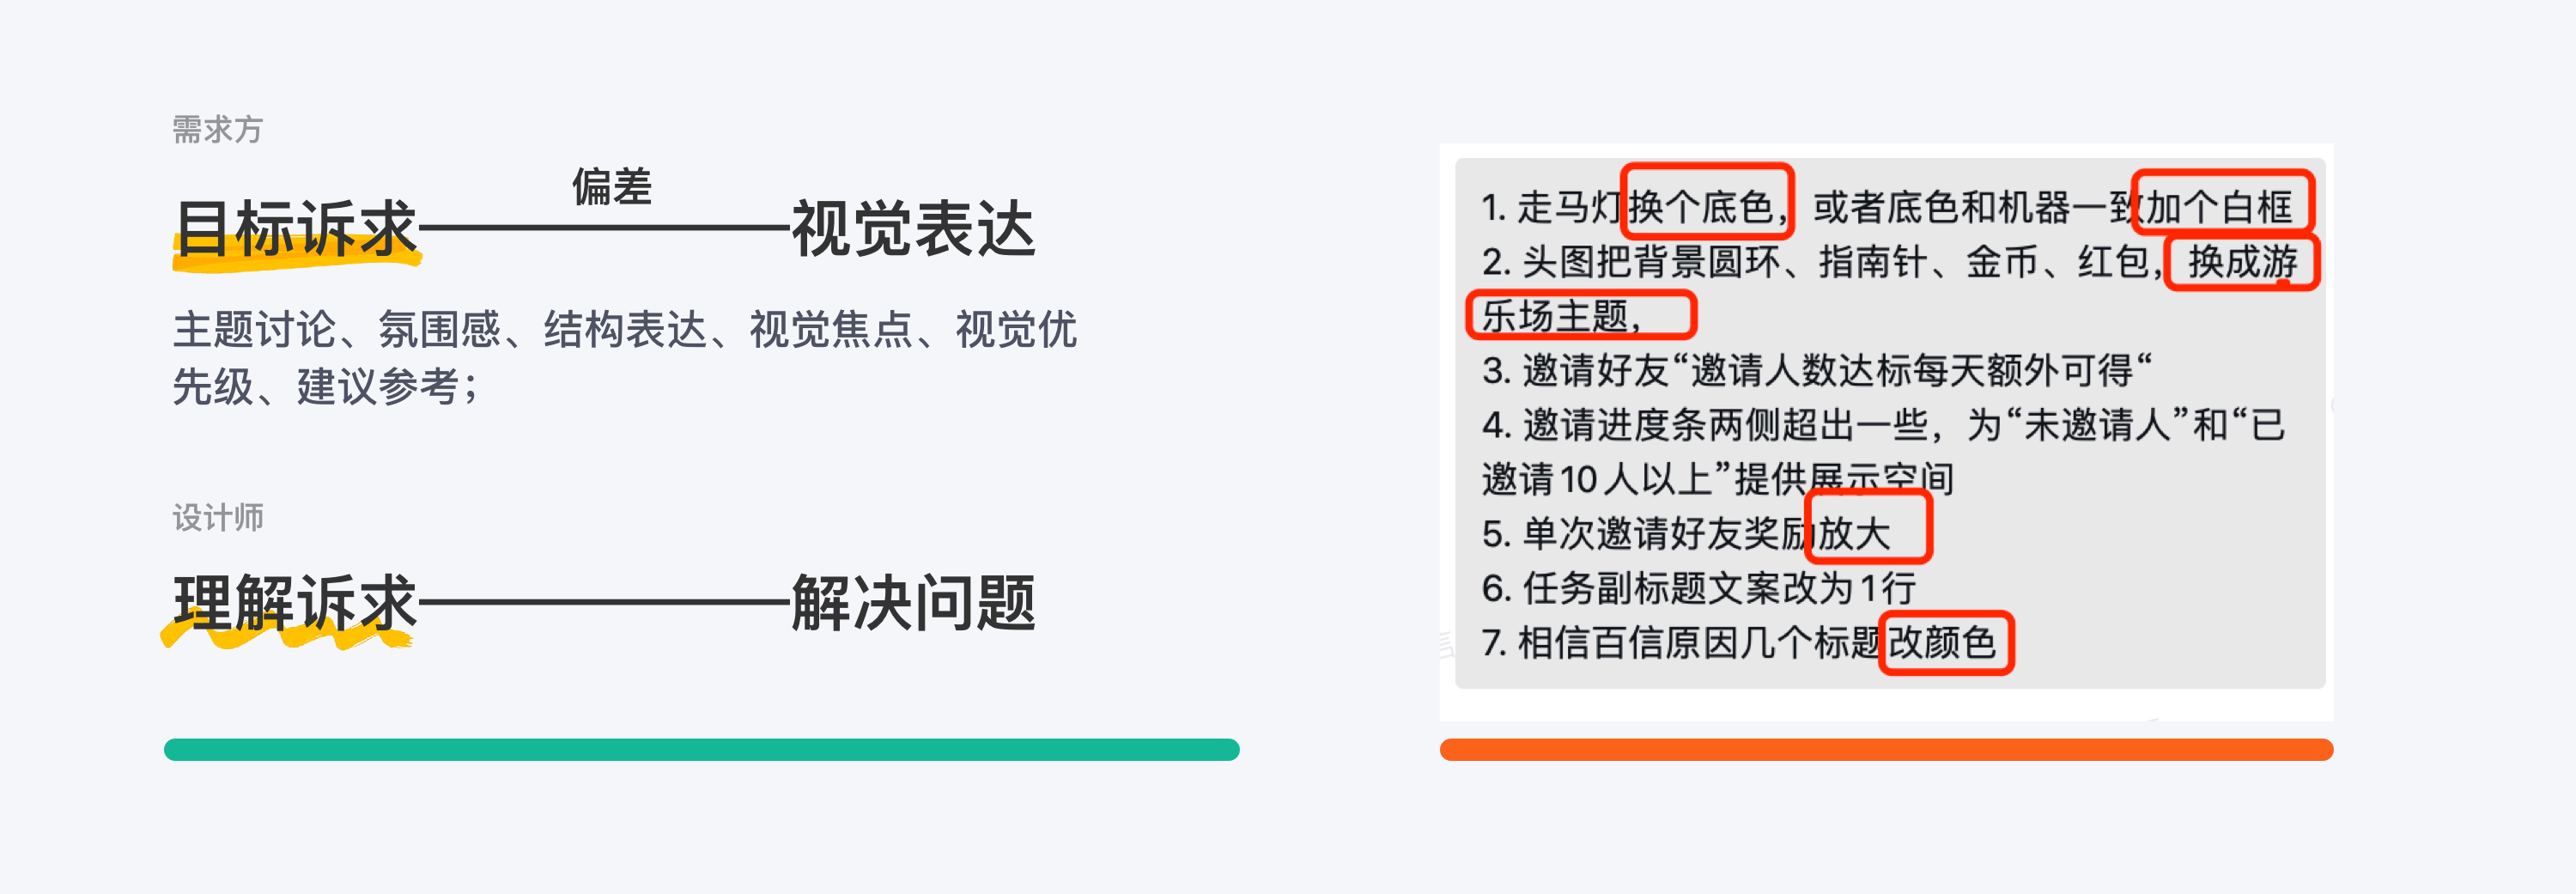 需求方
目标诉求
偏差
视觉表达
主题讨论、氛围感、结构表达、视觉焦点、视觉优
先级、建议参考；
设计师
理解诉求
解决问题
1. 走马灯换个底色，或者底色和机器一致加个白框
2. 头图把背景圆环、指南针、金币、红包，换成游
乐场主题，
3. 邀请好友“邀请人数达标每天额外可得“
4. 邀请进度条两侧超出一些，为“未邀请人”和“已
邀请10人以上”提供展示空间
5. 单次邀请好友奖励放大
6. 任务副标题文案改为1行
7. 相信百信原因几个标题改颜色